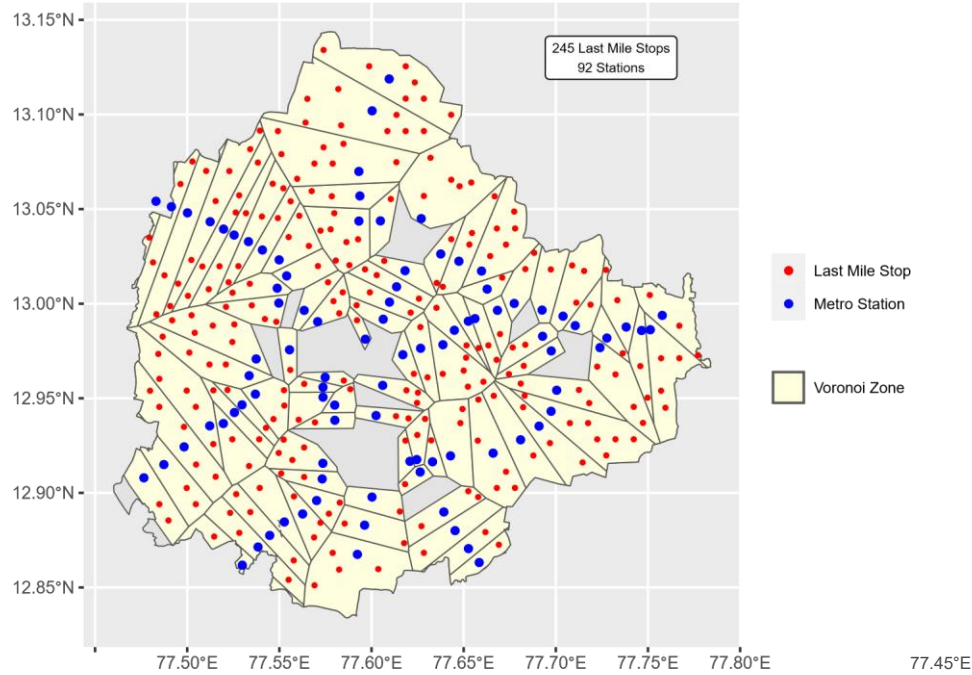 13.15°N
245 Last Mile Stops
92 Stations
13.10°N
13.05°N
Last Mile Stop
13.00°N
Metro Station
12.95°N
Voronoi Zone
12.90°N
12.85°N
77.50°E 77.55°E 77.60°E 77.65°E 77.70°E 77.75°E 77.80°E 77.45°E